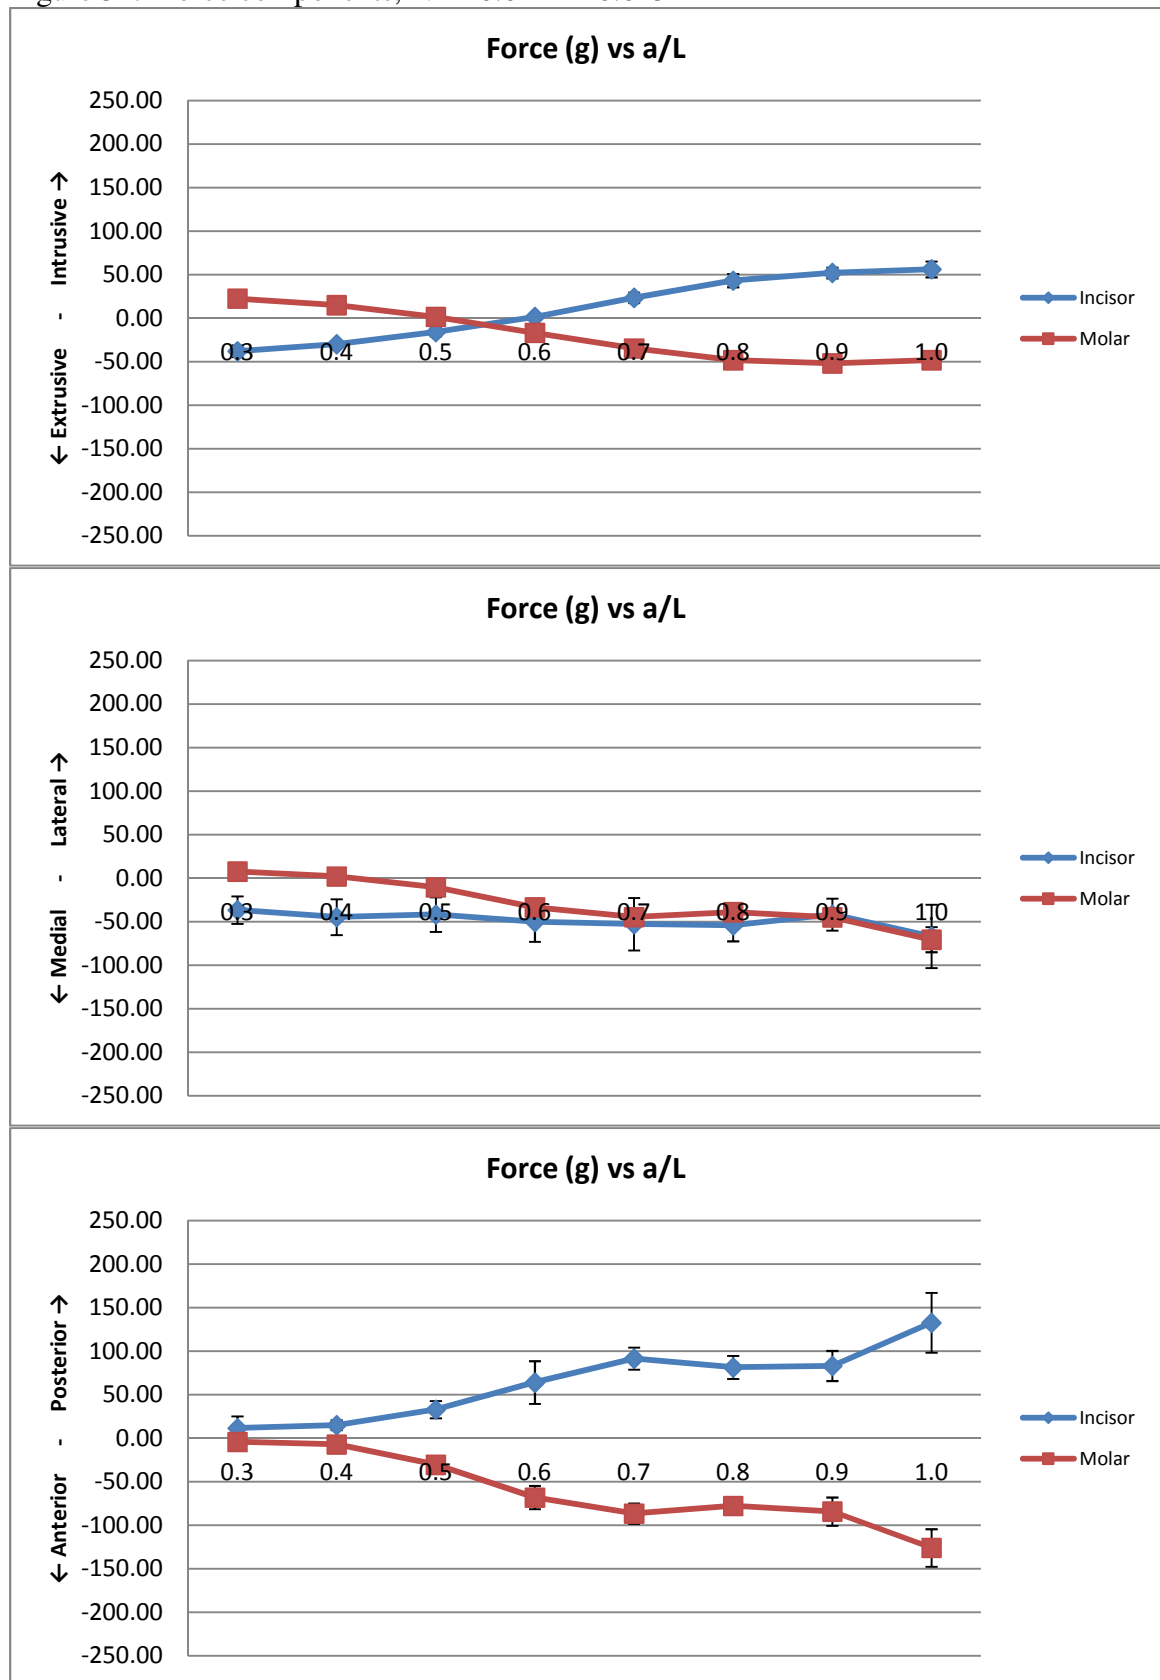 Force (g) vs a/L
250.00
200.00
150.00
100.00
50.00
0.00
-50.00
-100.00
-150.00
-200.00
-250.00
← Extrusive - Intrusive →
0.3 0.4 0.5 0.6 0.7 0.8 0.9 1.0
Incisor
Molar
Force (g) vs a/L
250.00
200.00
150.00
100.00
50.00
0.00
-50.00
-100.00
-150.00
-200.00
-250.00
← Medial - Lateral →
0.3 0.4 0.5 0.6 0.7 0.8 0.9 1.0
Incisor
Molar
Force (g) vs a/L
250.00
200.00
150.00
100.00
50.00
0.00
-50.00
-100.00
-150.00
-200.00
-250.00
← Anterior - Posterior →
0.3 0.4 0.5 0.6 0.7 0.8 0.9 1.0
Incisor
Molar